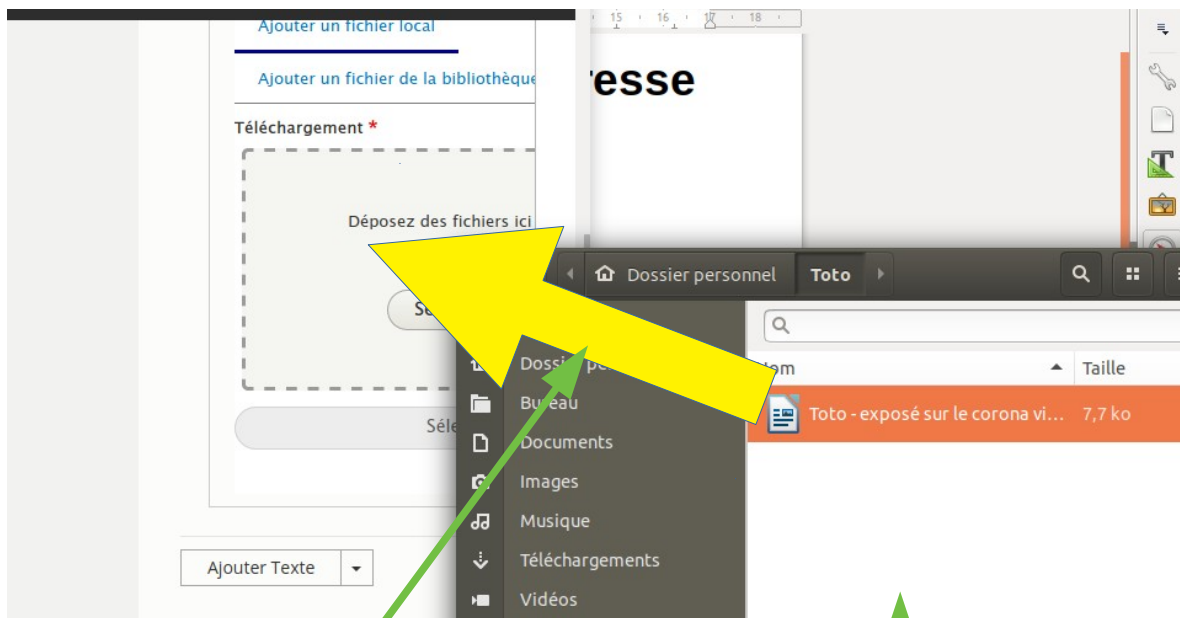 Ajouter un fichier local
15 16 17 18
Ajouter un fichier de la bibliothèque
resse
Téléchargement *
Déposez des fichiers ici
Dossier personnel Toto
Nom Taille
Toto - exposé sur le corona vi... 7,7 ko
Bureau
Documents
Images
Musique
Téléchargements
Vidéos
Ajouter Texte